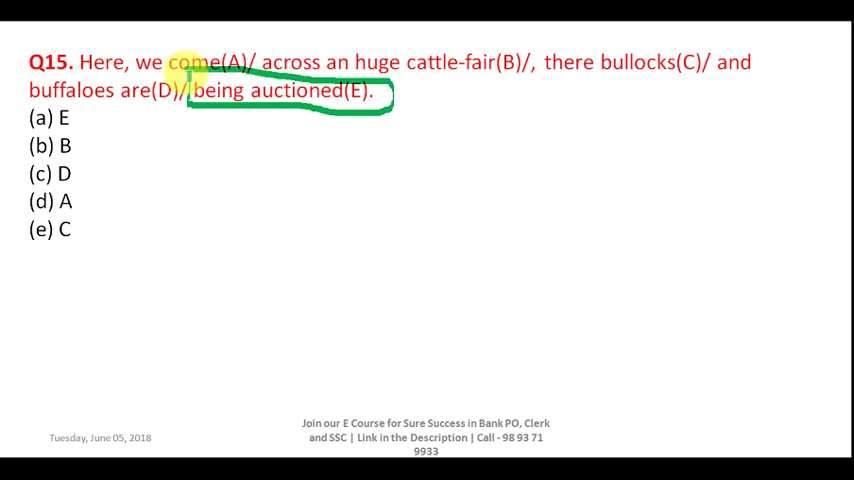 Q15. Here, we come(A)/ across an huge cattle-fair(B)/, there bullocks(C)/ and
buffaloes are(D)/ being auctioned(E).
(a) E
(b) B
(c) D
(d) A
(e) C
Tuesday, June 05, 2018
Join our E Course for Sure Success in Bank PO, Clerk
and SSC | Link in the Description | Call - 98 93 71
9933